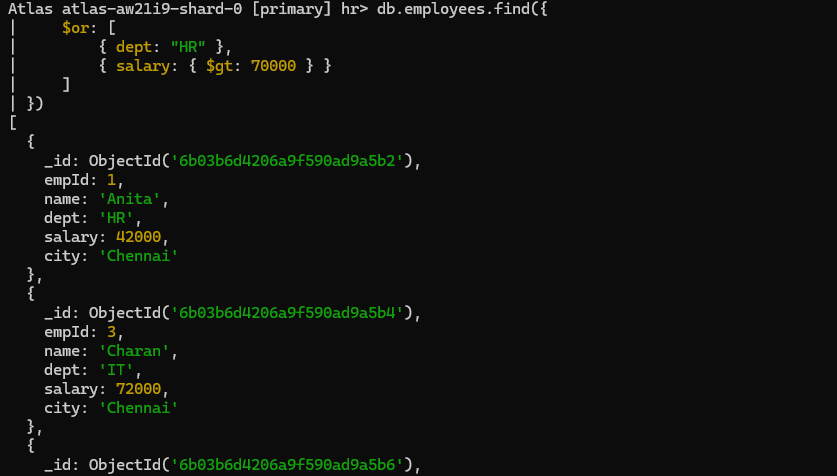 Atlas atlas-aw21i9-shard-0 [primary] hr> db.employees.find({
|     $or: [
|         { dept: "HR" },
|         { salary: { $gt: 70000 } }
|     ]
| })
[
  {
    _id: ObjectId('6b03b6d4206a9f590ad9a5b2'),
    empId: 1,
    name: 'Anita',
    dept: 'HR',
    salary: 42000,
    city: 'Chennai'
  },
  {
    _id: ObjectId('6b03b6d4206a9f590ad9a5b4'),
    empId: 3,
    name: 'Charan',
    dept: 'IT',
    salary: 72000,
    city: 'Chennai'
  },
  {
    _id: ObjectId('6b03b6d4206a9f590ad9a5b6'),